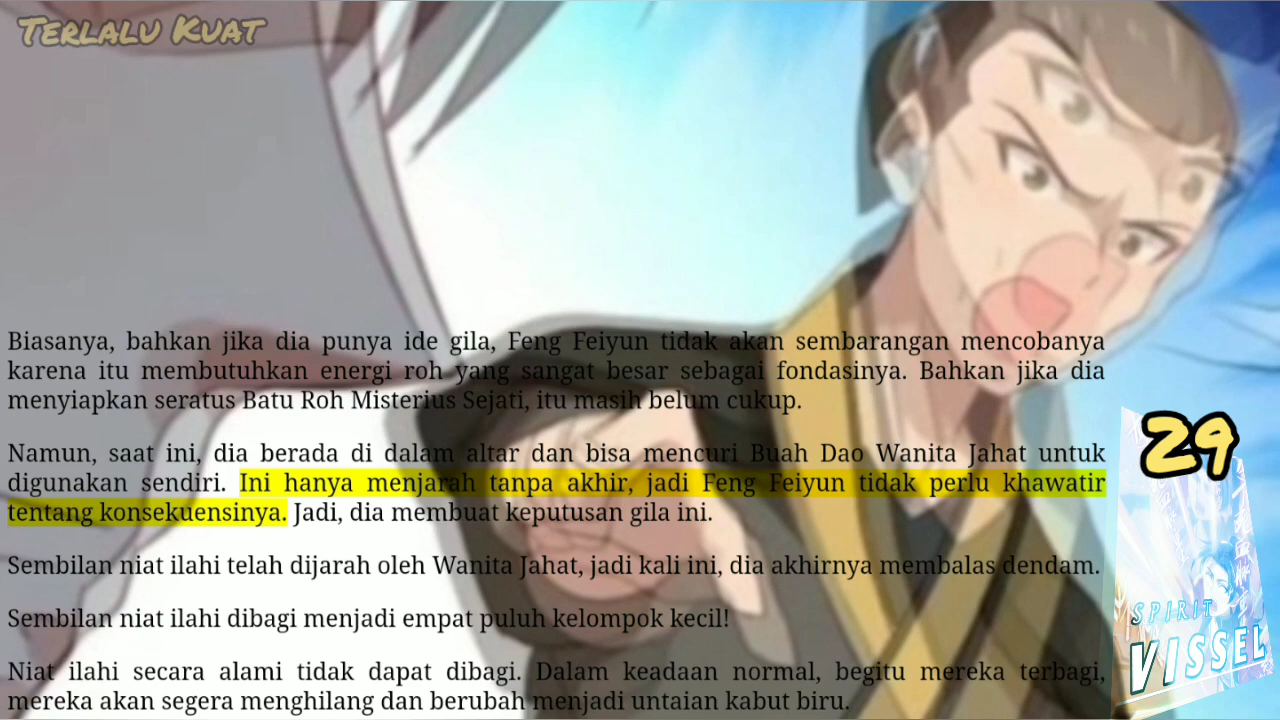 Terlalu Kuat
Biasanya, bahkan jika dia punya ide gila, Feng Feiyun tidak akan sembarangan mencobanya
karena itu membutuhkan energi roh yang sangat besar sebagai fondasinya. Bahkan jika dia
menyiapkan seratus Batu Roh Misterius Sejati, itu masih belum cukup.
Namun, saat ini, dia berada di dalam altar dan bisa mencuri Buah Dao Wanita Jahat untuk
digunakan sendiri. Ini hanya menjarah tanpa akhir, jadi Feng Feiyun tidak perlu khawatir
tentang konsekuensinya. Jadi, dia membuat keputusan gila ini.
Sembilan niat ilahi telah dijarah oleh Wanita Jahat, jadi kali ini, dia akhirnya membalas dendam.
Sembilan niat ilahi dibagi menjadi empat puluh kelompok kecil!
Niat ilahi secara alami tidak dapat dibagi. Dalam keadaan normal, begitu mereka terbagi,
mereka akan segera menghilang dan berubah menjadi untaian kabut biru.
29
SPIRIT
VISSEL